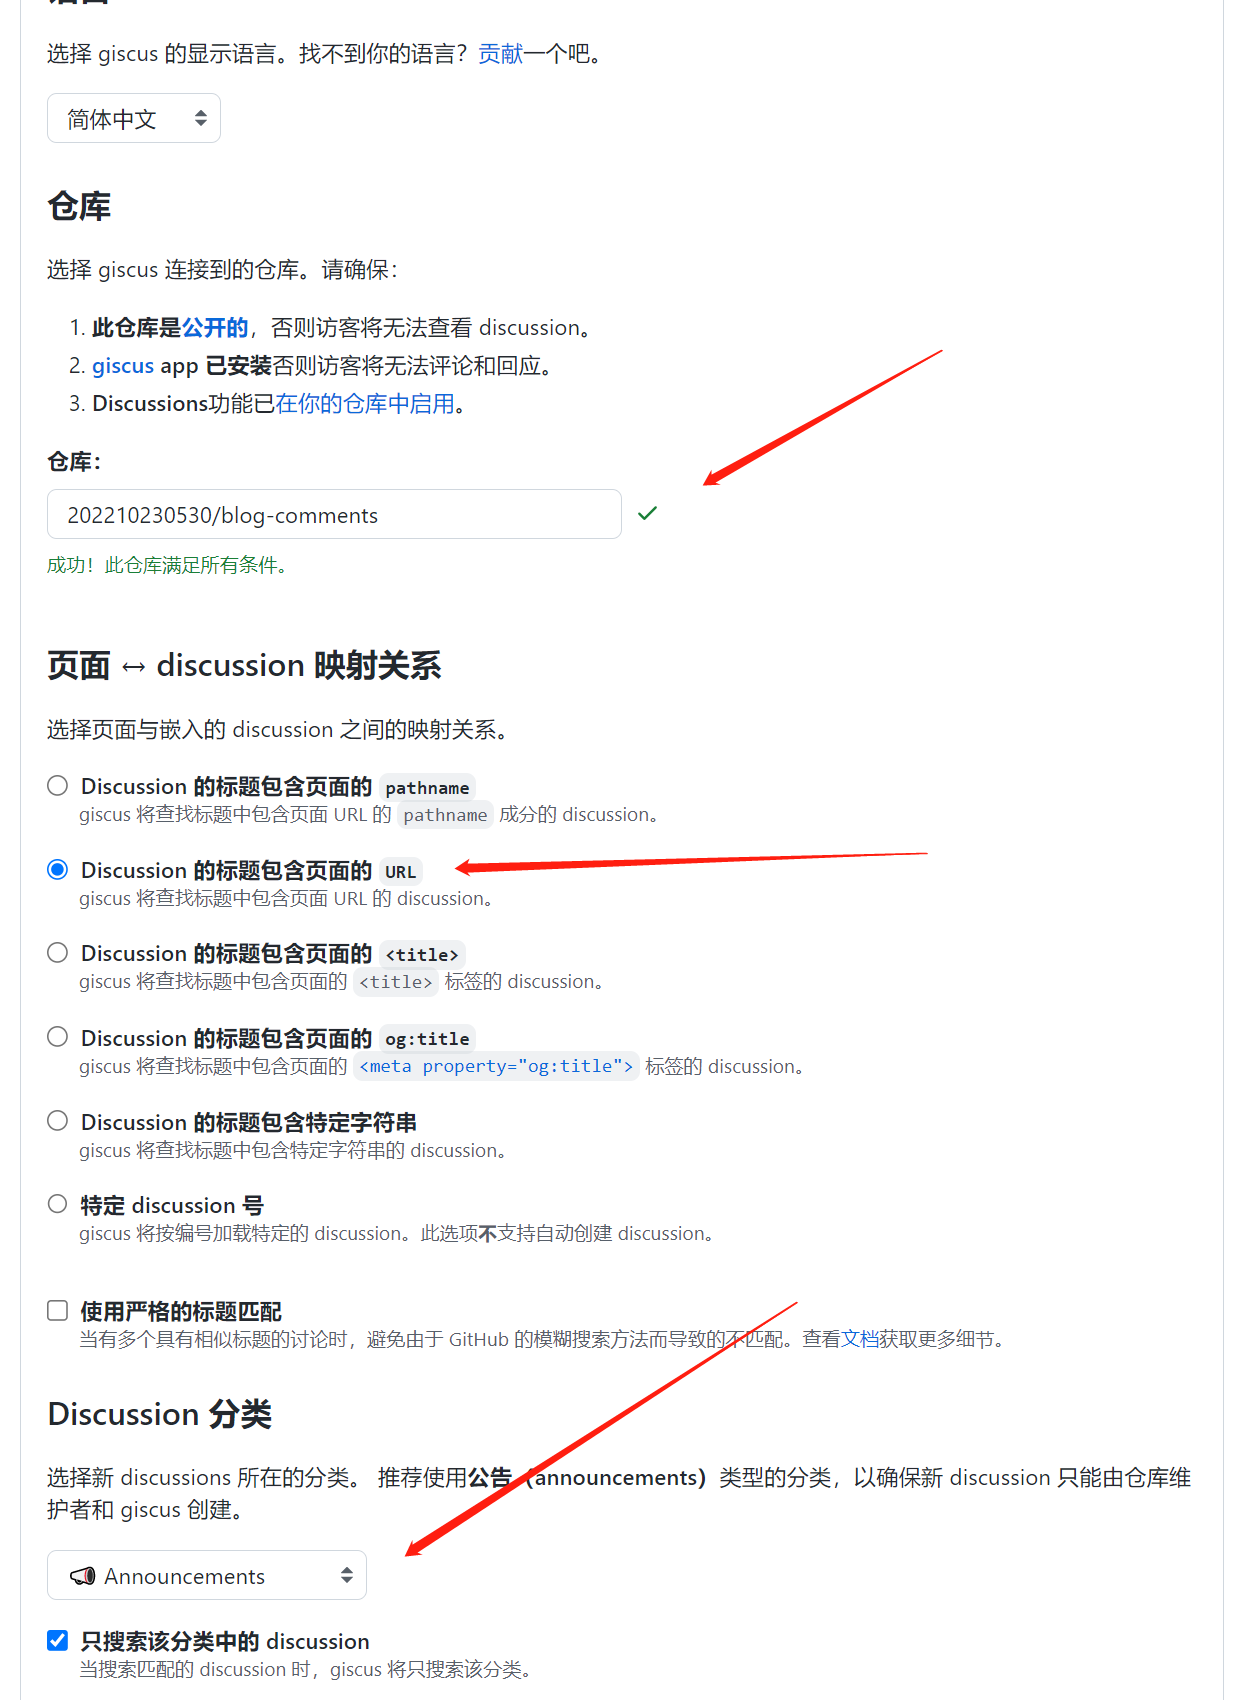 选择 giscus 的显示语言。找不到你的语言？贡献一个吧。
简体中文
仓库
选择 giscus 连接到的仓库。请确保：
1. 此仓库是公开的，否则访客将无法查看 discussion。
2. giscus app 已安装否则访客将无法评论和回应。
3. Discussions功能已在你的仓库中启用。
仓库：
202210230530/blog-comments
成功！此仓库满足所有条件。
页面 ↔ discussion 映射关系
选择页面与嵌入的 discussion 之间的映射关系。
Discussion 的标题包含页面的 pathname
giscus 将查找标题中包含页面 URL 的 pathname 成分的 discussion。
Discussion 的标题包含页面的 URL
giscus 将查找标题中包含页面 URL 的 discussion。
Discussion 的标题包含页面的 <title>
giscus 将查找标题中包含页面的 <title> 标签的 discussion。
Discussion 的标题包含页面的 og:title
giscus 将查找标题中包含页面的 <meta property="og:title"> 标签的 discussion。
Discussion 的标题包含特定字符串
giscus 将查找标题中包含特定字符串的 discussion。
特定 discussion 号
giscus 将按编号加载特定的 discussion。此选项不支持自动创建 discussion。
使用严格的标题匹配
当有多个具有相似标题的讨论时，避免由于 GitHub 的模糊搜索方法而导致的不匹配。查看文档获取更多细节。
Discussion 分类
选择新 discussions 所在的分类。 推荐使用公告（announcements）类型的分类，以确保新 discussion 只能由仓库维
护者和 giscus 创建。
Announcements
只搜索该分类中的 discussion
当搜索匹配的 discussion 时，giscus 将只搜索该分类。